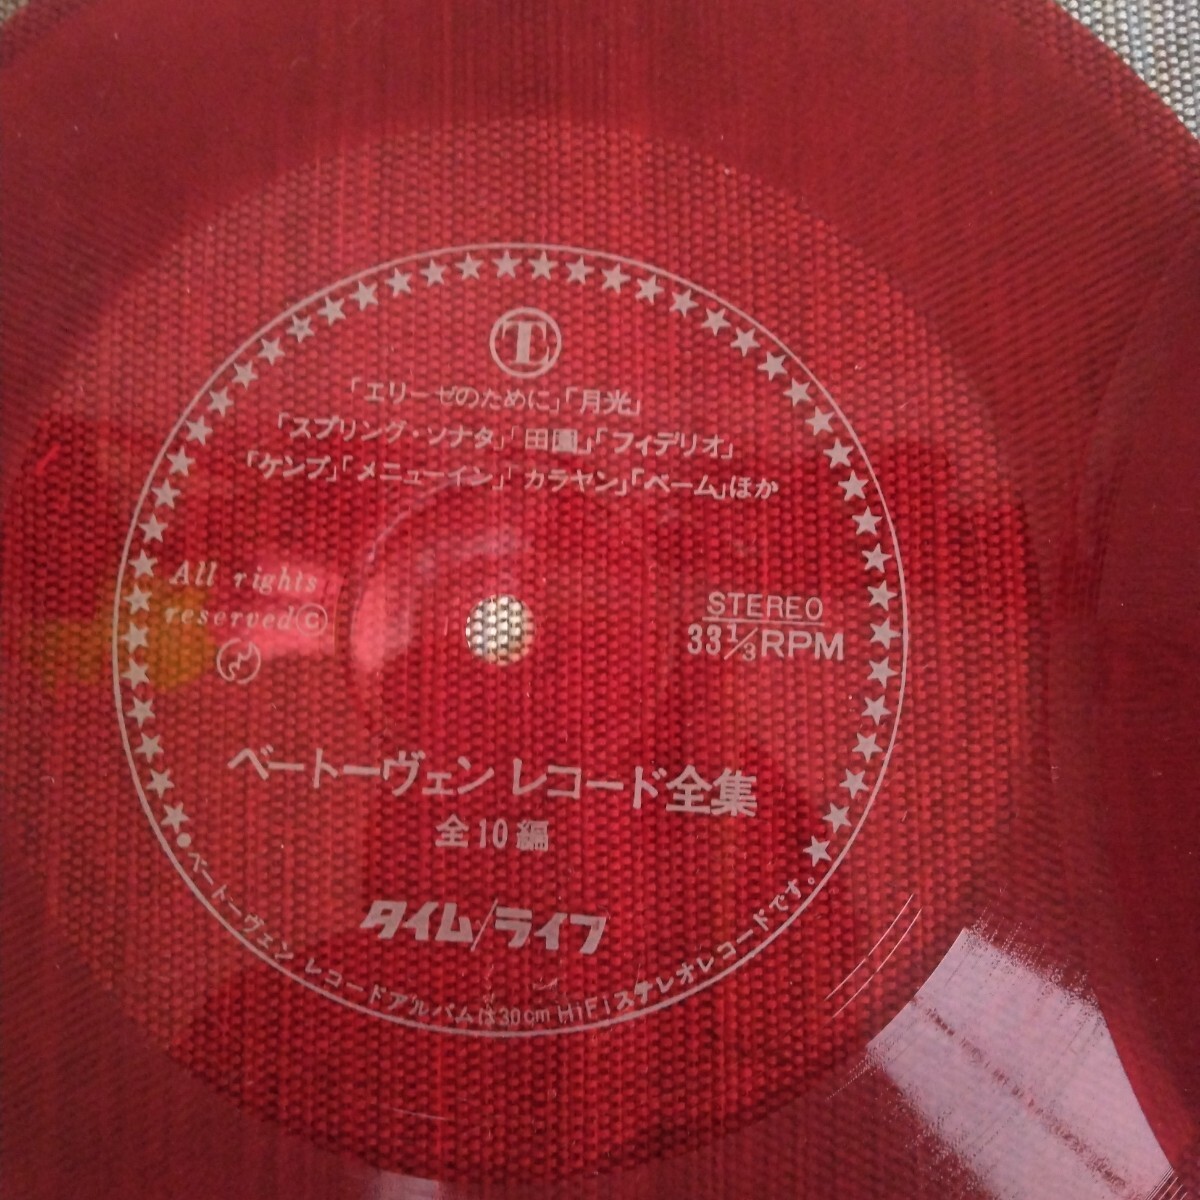 TL
「エリーゼのために」「月光」
「スプリング・ソナタ」「田園」「フィデリオ」
「ケンプ」「メニューイン」「カラヤン」「ベーム」ほか
All rights
reserved©
STEREO
33 1/3 RPM
ベートーヴェン レコード全集
全10編
タイム/ライフ
●ベートーヴェン レコードアルバムは30cm HiFiステレオレコードです。